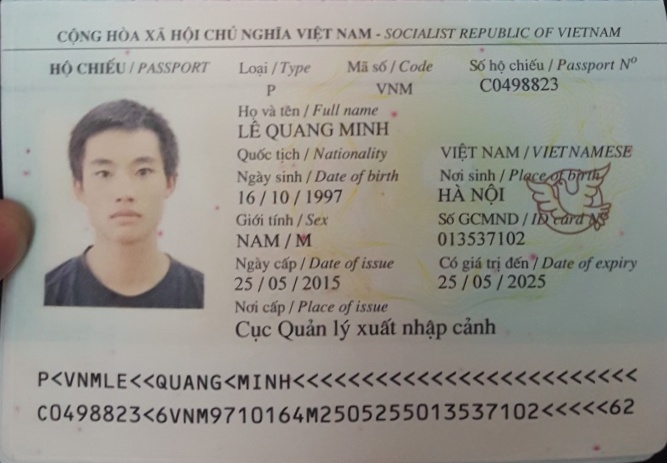 CỘNG HÒA XÃ HỘI CHỦ NGHĨA VIỆT NAM - SOCIALIST REPUBLIC OF VIETNAM
HỘ CHIẾU / PASSPORT Loại / Type Mã số / Code Số hộ chiếu / Passport Nº
P VNM C0498823
Họ và tên / Full name
LÊ QUANG MINH
Quốc tịch / Nationality VIỆT NAM / VIETNAMESE
Ngày sinh / Date of birth Nơi sinh / Place of birth
16 / 10 / 1997 HÀ NỘI
Giới tính / Sex Số GCMND / ID card Nº
NAM / M 013537102
Ngày cấp / Date of issue Có giá trị đến / Date of expiry
25 / 05 / 2015 25 / 05 / 2025
Nơi cấp / Place of issue
Cục Quản lý xuất nhập cảnh
P<VNMLE<<QUANG<MINH<<<<<<<<<<<<<<<<<<<<<<<<<
C0498823<6VNM9710164M2505255013537102<<<<<62